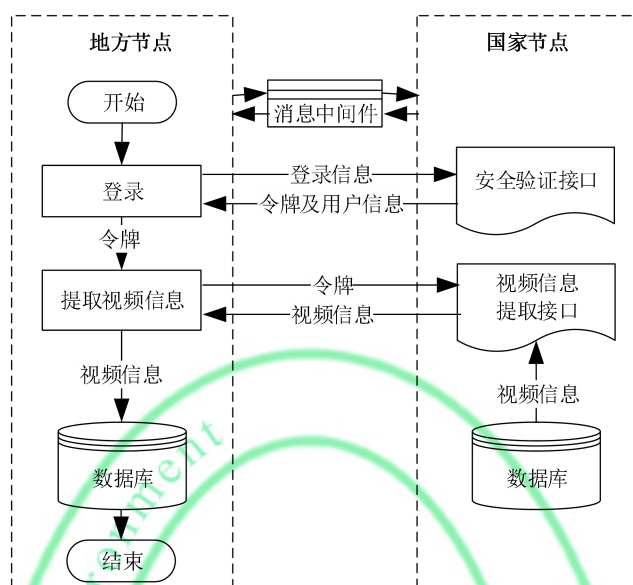 地方节点
国家节点
开始
消息中间件
登录
登录信息
令牌及用户信息
安全验证接口
令牌
提取视频信息
令牌
视频信息
视频信息
提取接口
视频信息
视频信息
数据库
数据库
结束
ronment